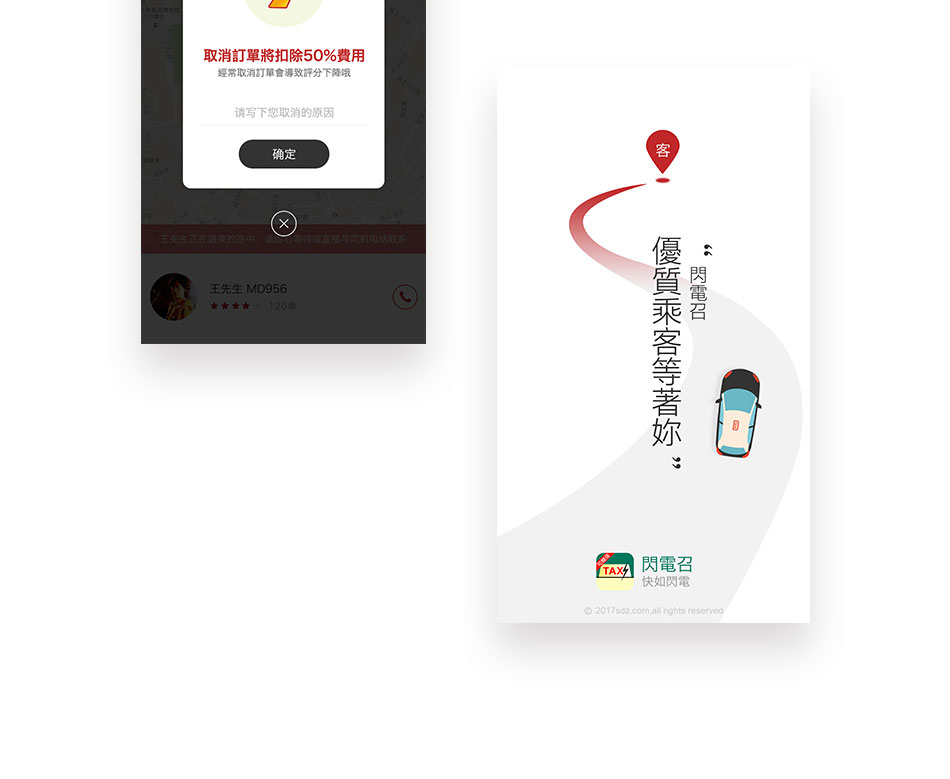 取消訂單將扣除50%費用
經常取消訂單會導致評分下降哦
请写下您取消的原因
确定
王先生正在過來的途中，請耐心等待或直接与司机电话联系
王先生 MD956
126单
客
“
閃電召
優質乘客等著妳
”
TAXI
閃電召
快如閃電
© 2017sdz.com,all rights reserved